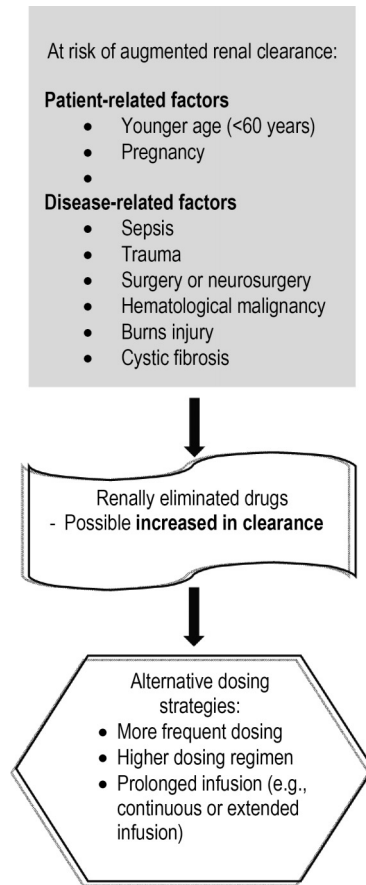 At risk of augmented renal clearance:
Patient-related factors
• Younger age (<60 years)
• Pregnancy
•
Disease-related factors
• Sepsis
• Trauma
• Surgery or neurosurgery
• Hematological malignancy
• Burns injury
• Cystic fibrosis
Renally eliminated drugs
- Possible increased in clearance
Alternative dosing
strategies:
• More frequent dosing
• Higher dosing regimen
• Prolonged infusion (e.g.,
continuous or extended
infusion)